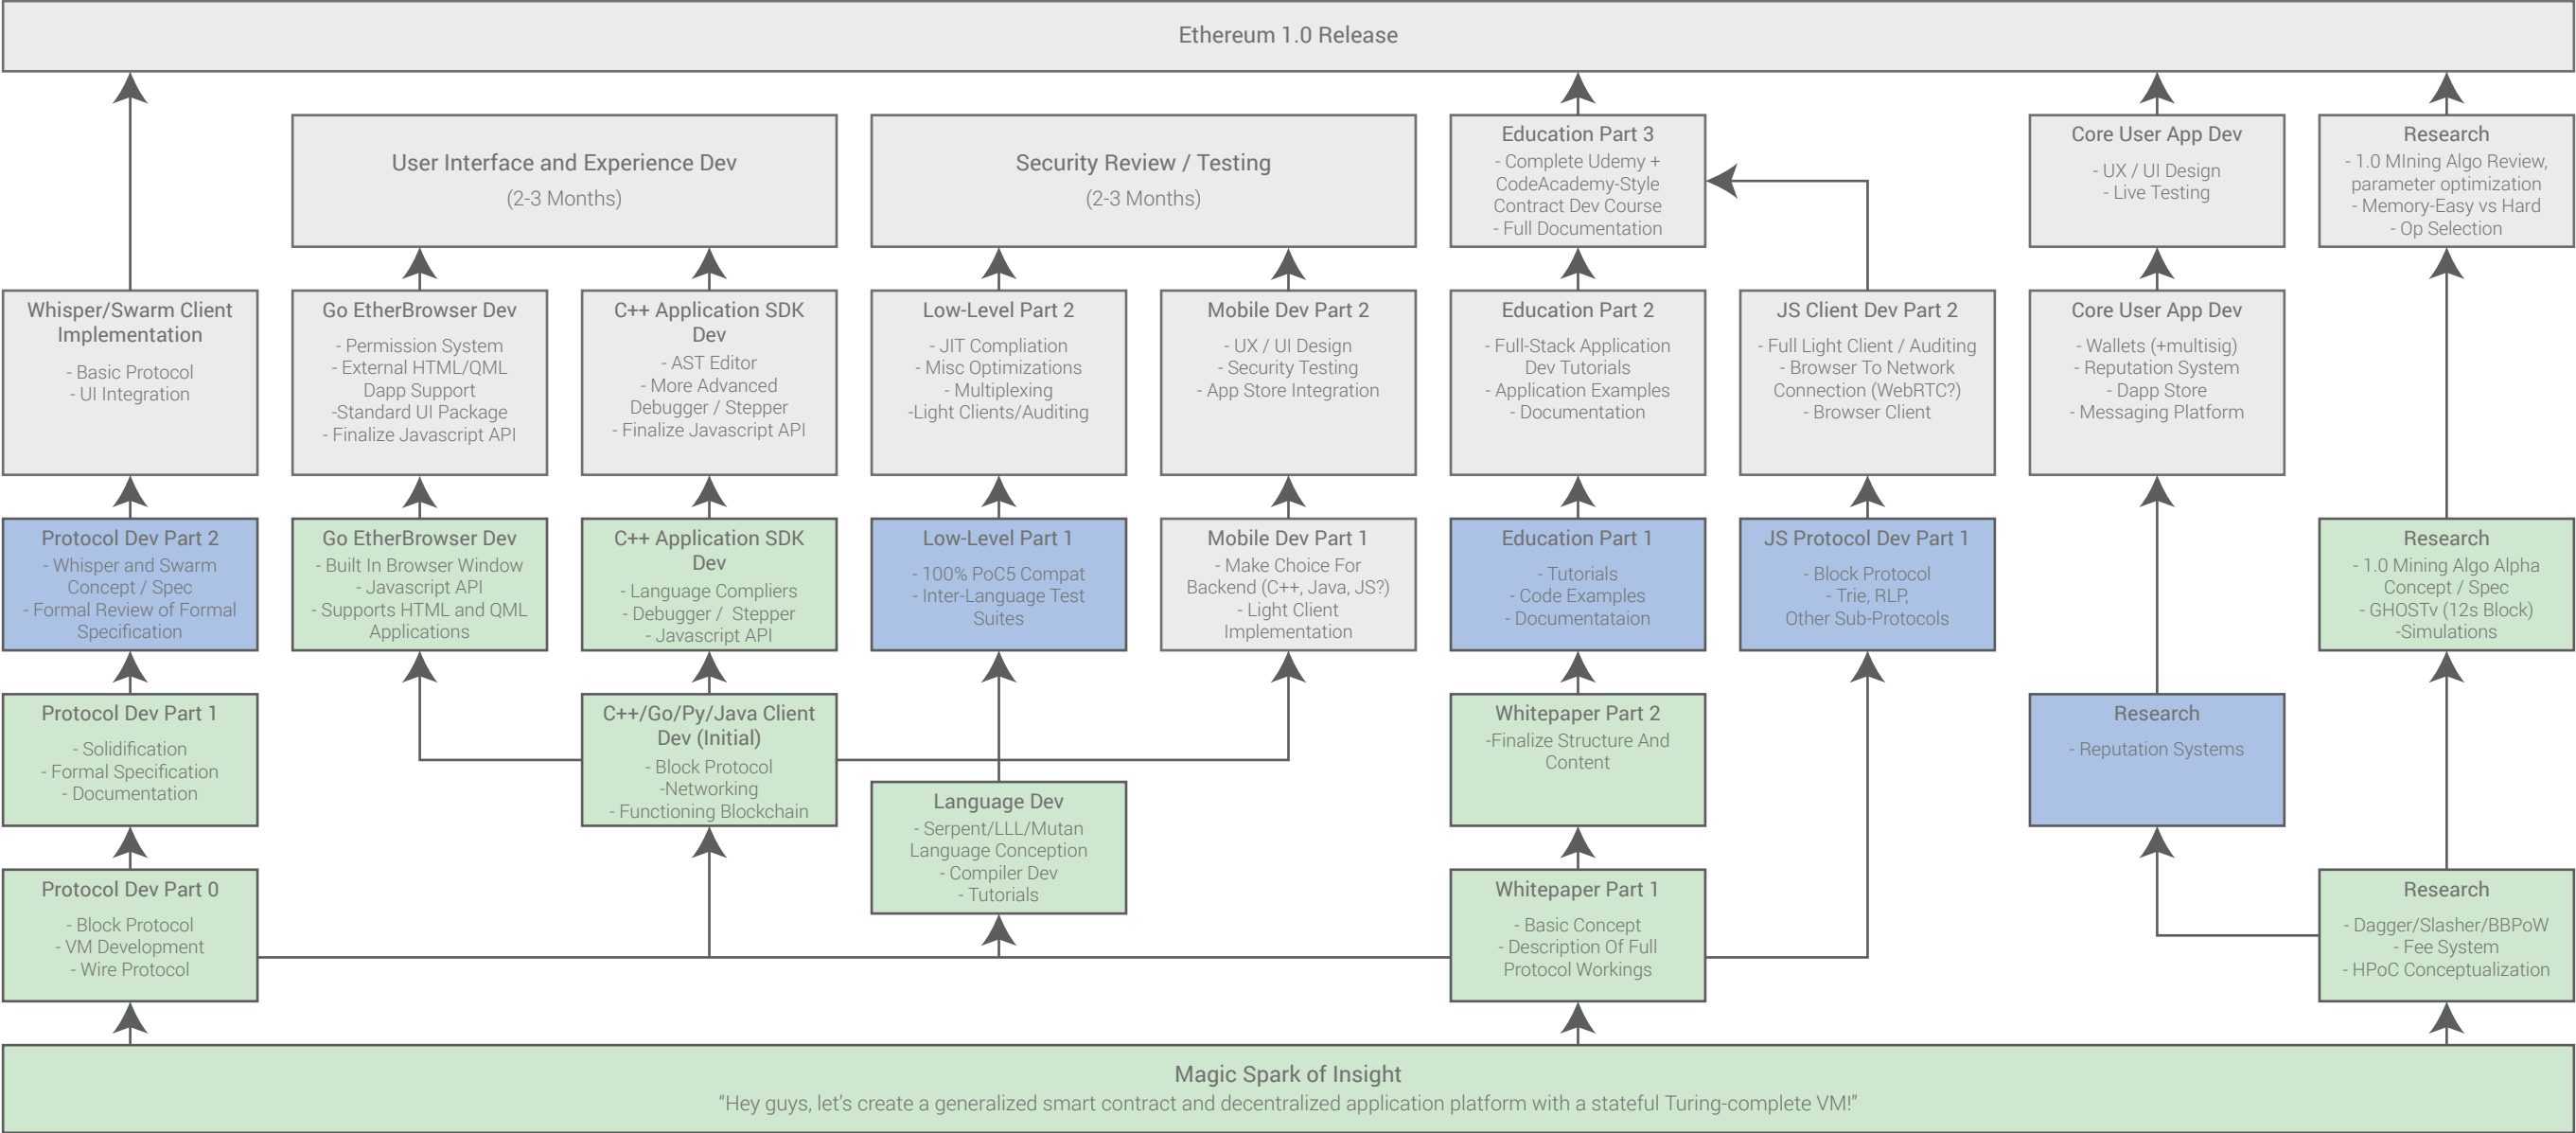 Ethereum 1.0 Release
User Interface and Experience Dev
(2-3 Months)
Security Review / Testing
(2-3 Months)
Education Part 3
- Complete Udemy +
CodeAcademy-Style
Contract Dev Course
- Full Documentation
Core User App Dev
- UX / UI Design
- Live Testing
Research
- 1.0 MIning Algo Review,
parameter optimization
- Memory-Easy vs Hard
- Op Selection
Whisper/Swarm Client
Implementation
- Basic Protocol
- UI Integration
Go EtherBrowser Dev
- Permission System
- External HTML/QML
Dapp Support
-Standard UI Package
- Finalize Javascript API
C++ Application SDK
Dev
- AST Editor
- More Advanced
Debugger / Stepper
- Finalize Javascript API
Low-Level Part 2
- JIT Compliation
- Misc Optimizations
- Multiplexing
-Light Clients/Auditing
Mobile Dev Part 2
- UX / UI Design
- Security Testing
- App Store Integration
Education Part 2
- Full-Stack Application
Dev Tutorials
- Application Examples
- Documentation
JS Client Dev Part 2
- Full Light Client / Auditing
- Browser To Network
Connection (WebRTC?)
- Browser Client
Core User App Dev
- Wallets (+multisig)
- Reputation System
- Dapp Store
- Messaging Platform
Protocol Dev Part 2
- Whisper and Swarm
Concept / Spec
- Formal Review of Formal
Specification
Go EtherBrowser Dev
- Built In Browser Window
- Javascript API
- Supports HTML and QML
Applications
C++ Application SDK
Dev
- Language Compliers
- Debugger /  Stepper
- Javascript API
Low-Level Part 1
- 100% PoC5 Compat
- Inter-Language Test
Suites
Mobile Dev Part 1
- Make Choice For
Backend (C++, Java, JS?)
- Light Client
Implementation
Education Part 1
- Tutorials
- Code Examples
- Documentataion
JS Protocol Dev Part 1
- Block Protocol
- Trie, RLP,
Other Sub-Protocols
Research
- 1.0 Mining Algo Alpha
Concept / Spec
- GHOSTv (12s Block)
-Simulations
Protocol Dev Part 1
- Solidification
- Formal Specification
- Documentation
C++/Go/Py/Java Client
Dev (Initial)
- Block Protocol
-Networking
- Functioning Blockchain
Language Dev
- Serpent/LLL/Mutan
Language Conception
- Compiler Dev
- Tutorials
Whitepaper Part 2
-Finalize Structure And
Content
Research
- Reputation Systems
Protocol Dev Part 0
- Block Protocol
- VM Development
- Wire Protocol
Whitepaper Part 1
- Basic Concept
- Description Of Full
Protocol Workings
Research
- Dagger/Slasher/BBPoW
- Fee System
- HPoC Conceptualization
Magic Spark of Insight
“Hey guys, let’s create a generalized smart contract and decentralized application platform with a stateful Turing-complete VM!”